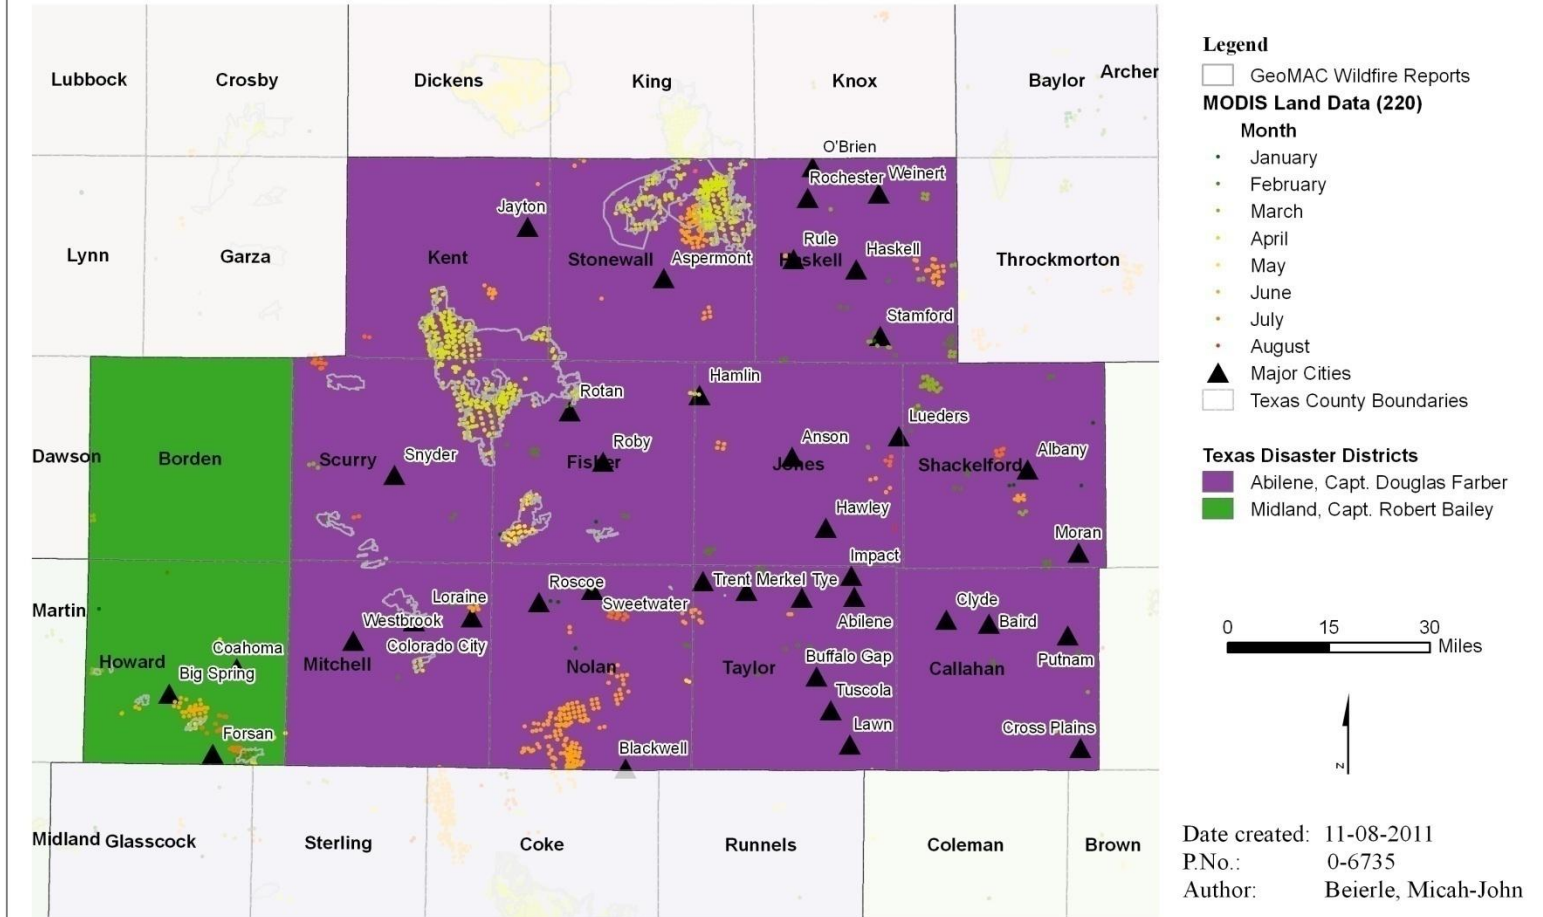 Lubbock
Crosby
Dickens
King
Knox
Baylor
Archer
O'Brien
Rochester
Weinert
Jayton
Lynn
Garza
Kent
Stonewall
Aspermont
Rule
Haskell
Haskell
Throckmorton
Stamford
Hamlin
Rotan
Lueders
Dawson
Borden
Scurry
Snyder
Roby
Fisher
Anson
Jones
Shackelford
Albany
Hawley
Moran
Impact
Martin
Roscoe
Sweetwater
Trent
Merkel
Tye
Loraine
Westbrook
Colorado City
Abilene
Clyde
Baird
Putnam
Coahoma
Howard
Big Spring
Mitchell
Nolan
Taylor
Buffalo Gap
Callahan
Tuscola
Lawn
Forsan
Blackwell
Cross Plains
Midland
Glasscock
Sterling
Coke
Runnels
Coleman
Brown
Legend
GeoMAC Wildfire Reports
MODIS Land Data (220)
Month
January
February
March
April
May
June
July
August
Major Cities
Texas County Boundaries
Texas Disaster Districts
Abilene, Capt. Douglas Farber
Midland, Capt. Robert Bailey
0 15 30
Miles
N
Date created: 11-08-2011
P.No.: 0-6735
Author: Beierle, Micah-John